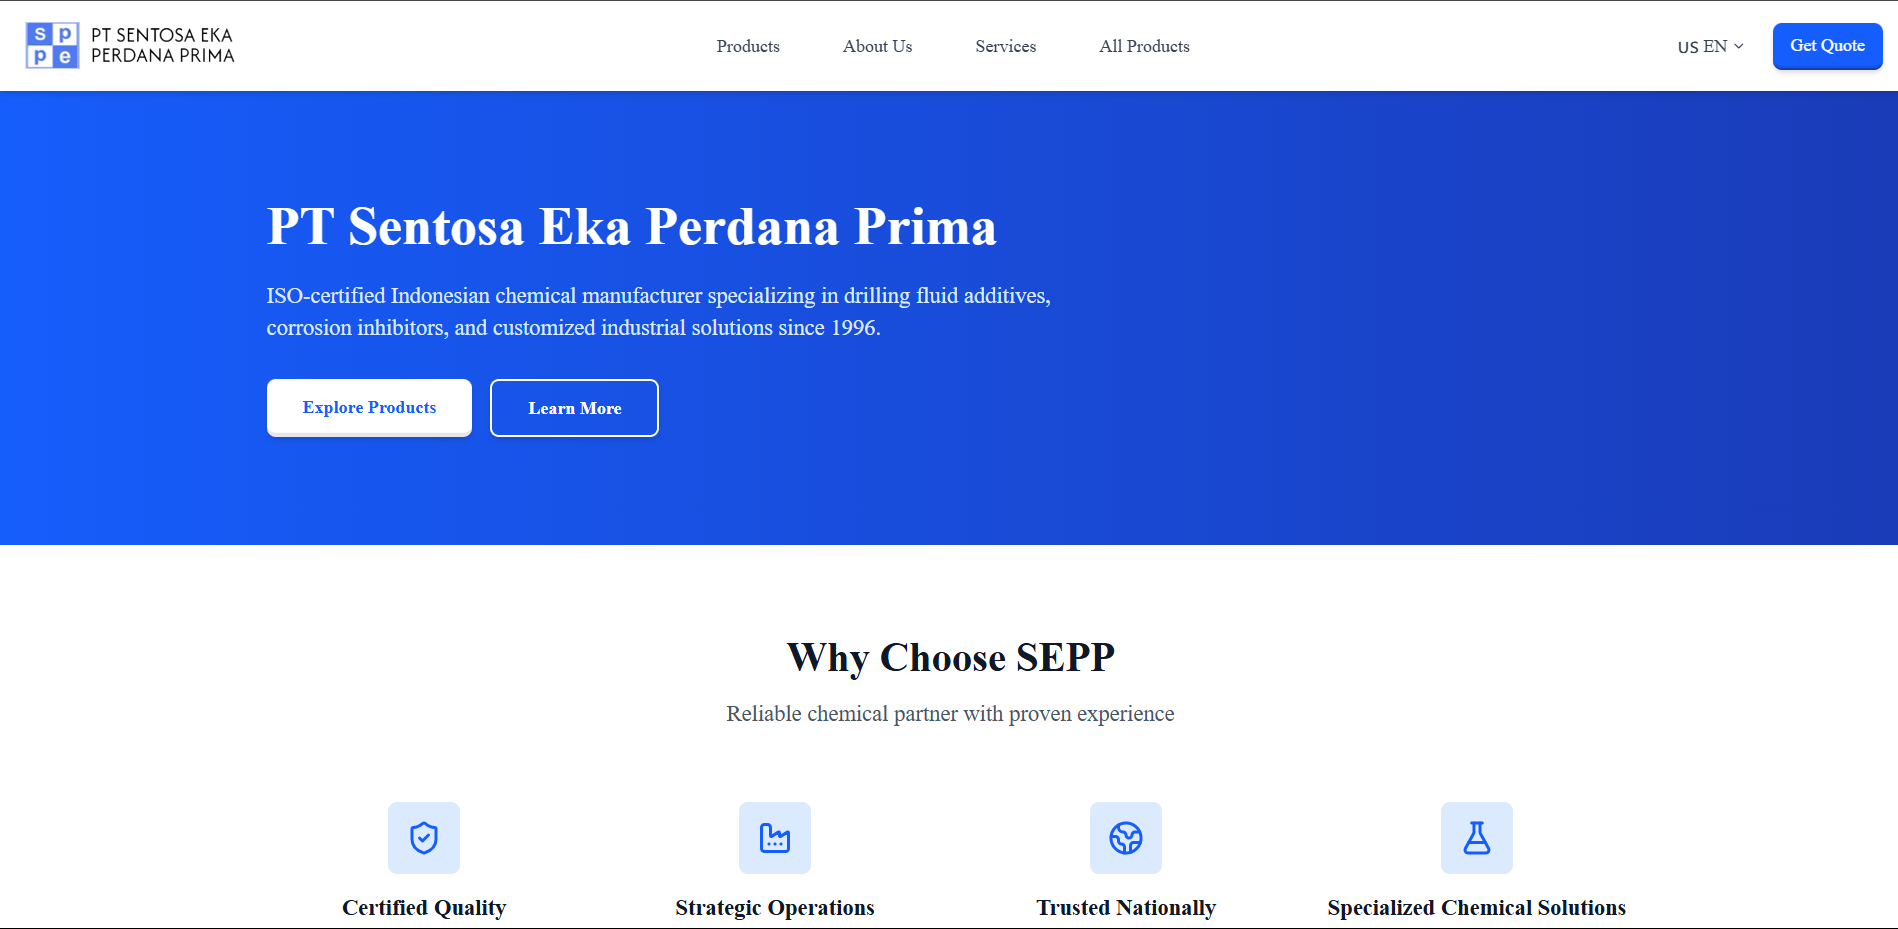 s p
p e
PT SENTOSA EKA
PERDANA PRIMA
Products
About Us
Services
All Products
US EN
Get Quote
PT Sentosa Eka Perdana Prima
ISO-certified Indonesian chemical manufacturer specializing in drilling fluid additives,
corrosion inhibitors, and customized industrial solutions since 1996.
Explore Products
Learn More
Why Choose SEPP
Reliable chemical partner with proven experience
Certified Quality
Strategic Operations
Trusted Nationally
Specialized Chemical Solutions